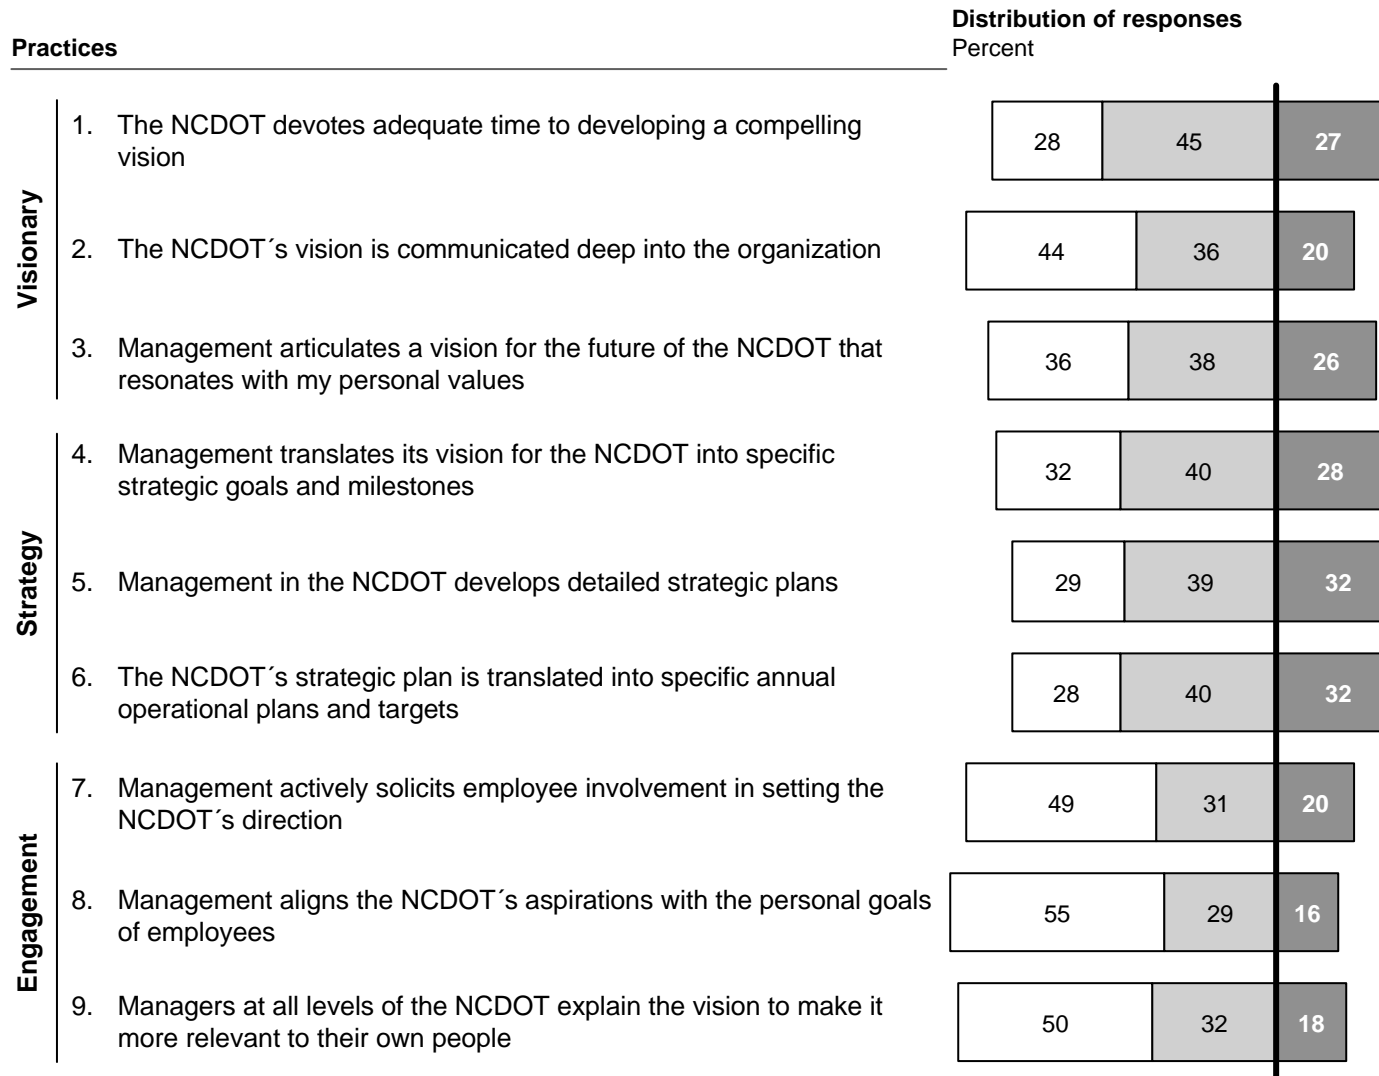 Distribution of responses
Practices
Percent
Visionary
1. The NCDOT devotes adequate time to developing a compelling
vision
28 45 27
2. The NCDOT´s vision is communicated deep into the organization
44 36 20
3. Management articulates a vision for the future of the NCDOT that
resonates with my personal values
36 38 26
Strategy
4. Management translates its vision for the NCDOT into specific
strategic goals and milestones
32 40 28
5. Management in the NCDOT develops detailed strategic plans
29 39 32
6. The NCDOT´s strategic plan is translated into specific annual
operational plans and targets
28 40 32
Engagement
7. Management actively solicits employee involvement in setting the
NCDOT´s direction
49 31 20
8. Management aligns the NCDOT´s aspirations with the personal goals
of employees
55 29 16
9. Managers at all levels of the NCDOT explain the vision to make it
more relevant to their own people
50 32 18